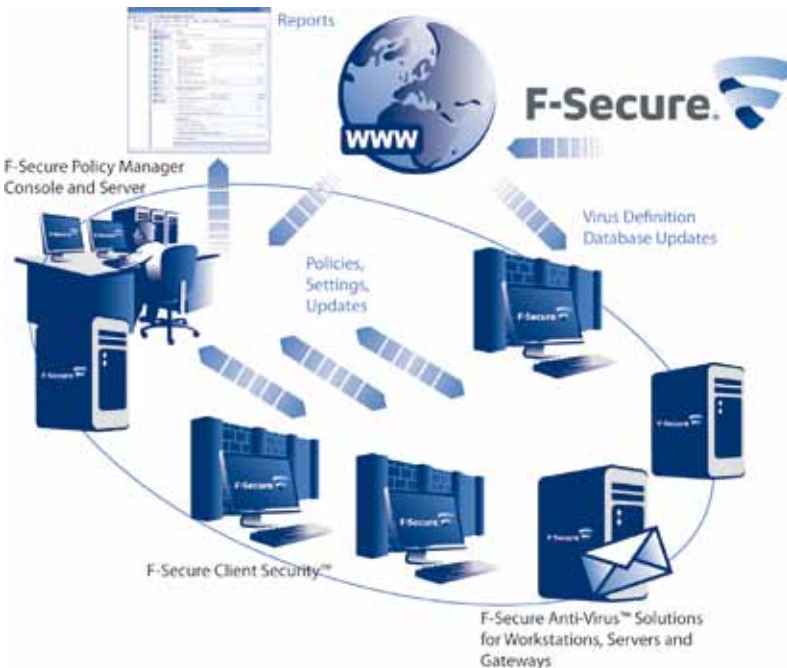 Reports
F-Secure.
www
F-Secure Policy Manager
Console and Server
Virus Definition
Database Updates
Policies,
Settings,
Updates
F-Secure
F-Secure
F-Secure
F-Secure
F-Secure
F-Secure
F-Secure
F-Secure
F-Secure Client Security™
F-Secure Anti-Virus™ Solutions
for Workstations, Servers and
Gateways